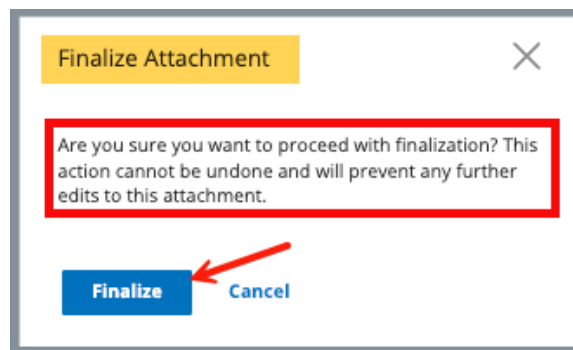 Finalize Attachment
Are you sure you want to proceed with finalization? This
action cannot be undone and will prevent any further
edits to this attachment.
Finalize Cancel